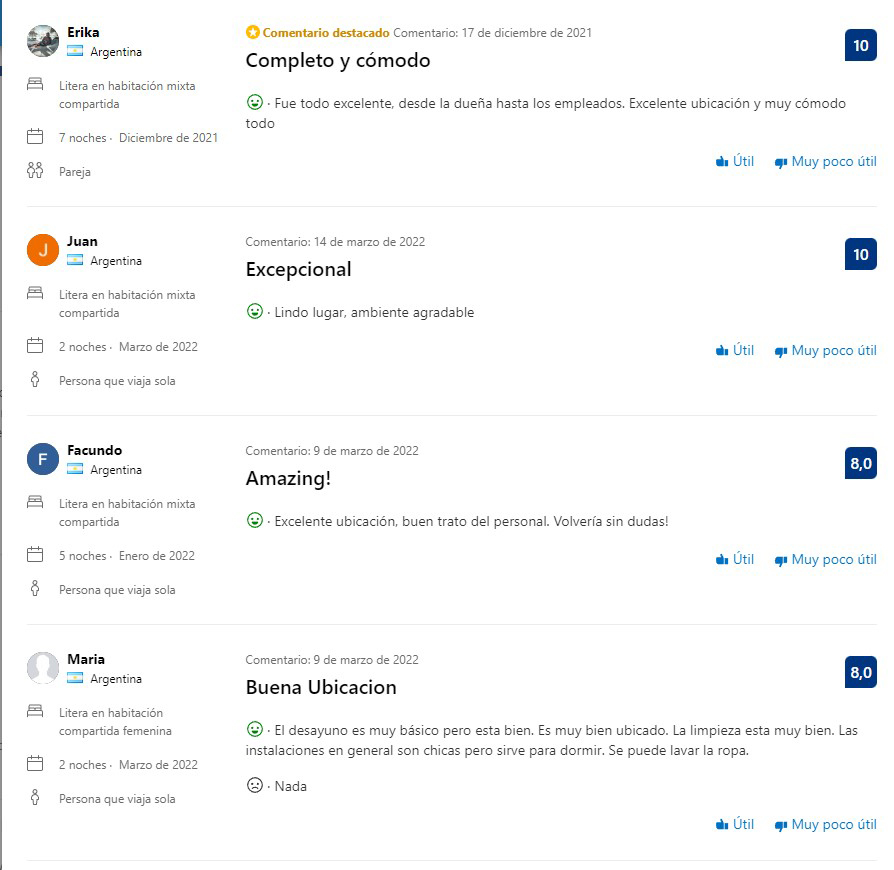 Erika
Argentina
Litera en habitación mixta
compartida
7 noches · Diciembre de 2021
Pareja
Comentario destacado Comentario: 17 de diciembre de 2021
Completo y cómodo
10
· Fue todo excelente, desde la dueña hasta los empleados. Excelente ubicación y muy cómodo
todo
Útil Muy poco útil
J
Juan
Argentina
Litera en habitación mixta
compartida
2 noches · Marzo de 2022
Persona que viaja sola
Comentario: 14 de marzo de 2022
Excepcional
10
· Lindo lugar, ambiente agradable
Útil Muy poco útil
F
Facundo
Argentina
Litera en habitación mixta
compartida
5 noches · Enero de 2022
Persona que viaja sola
Comentario: 9 de marzo de 2022
Amazing!
8,0
· Excelente ubicación, buen trato del personal. Volvería sin dudas!
Útil Muy poco útil
Maria
Argentina
Litera en habitación
compartida femenina
2 noches · Marzo de 2022
Persona que viaja sola
Comentario: 9 de marzo de 2022
Buena Ubicacion
8,0
· El desayuno es muy básico pero esta bien. Es muy bien ubicado. La limpieza esta muy bien. Las
instalaciones en general son chicas pero sirve para dormir. Se puede lavar la ropa.
· Nada
Útil Muy poco útil